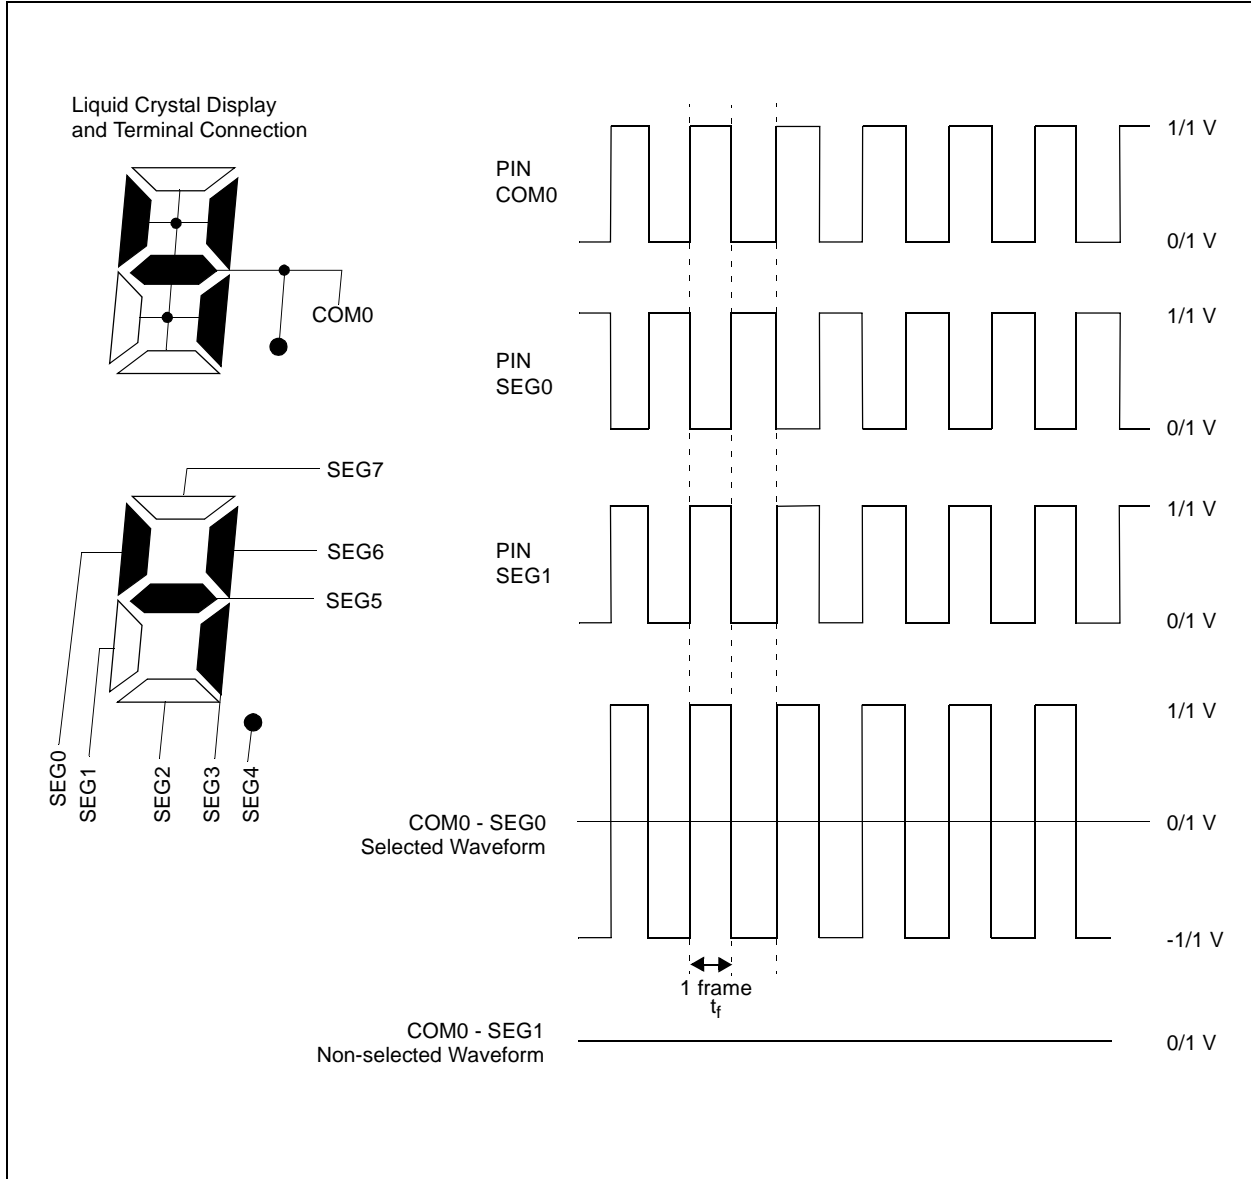 Liquid Crystal Display
and Terminal Connection
COM0
SEG7
SEG6
SEG5
SEG0
SEG1
SEG2
SEG3
SEG4
PIN
COM0
1/1 V
0/1 V
PIN
SEG0
1/1 V
0/1 V
PIN
SEG1
1/1 V
0/1 V
COM0 - SEG0
Selected Waveform
1/1 V
0/1 V
-1/1 V
1 frame
tf
COM0 - SEG1
Non-selected Waveform
0/1 V